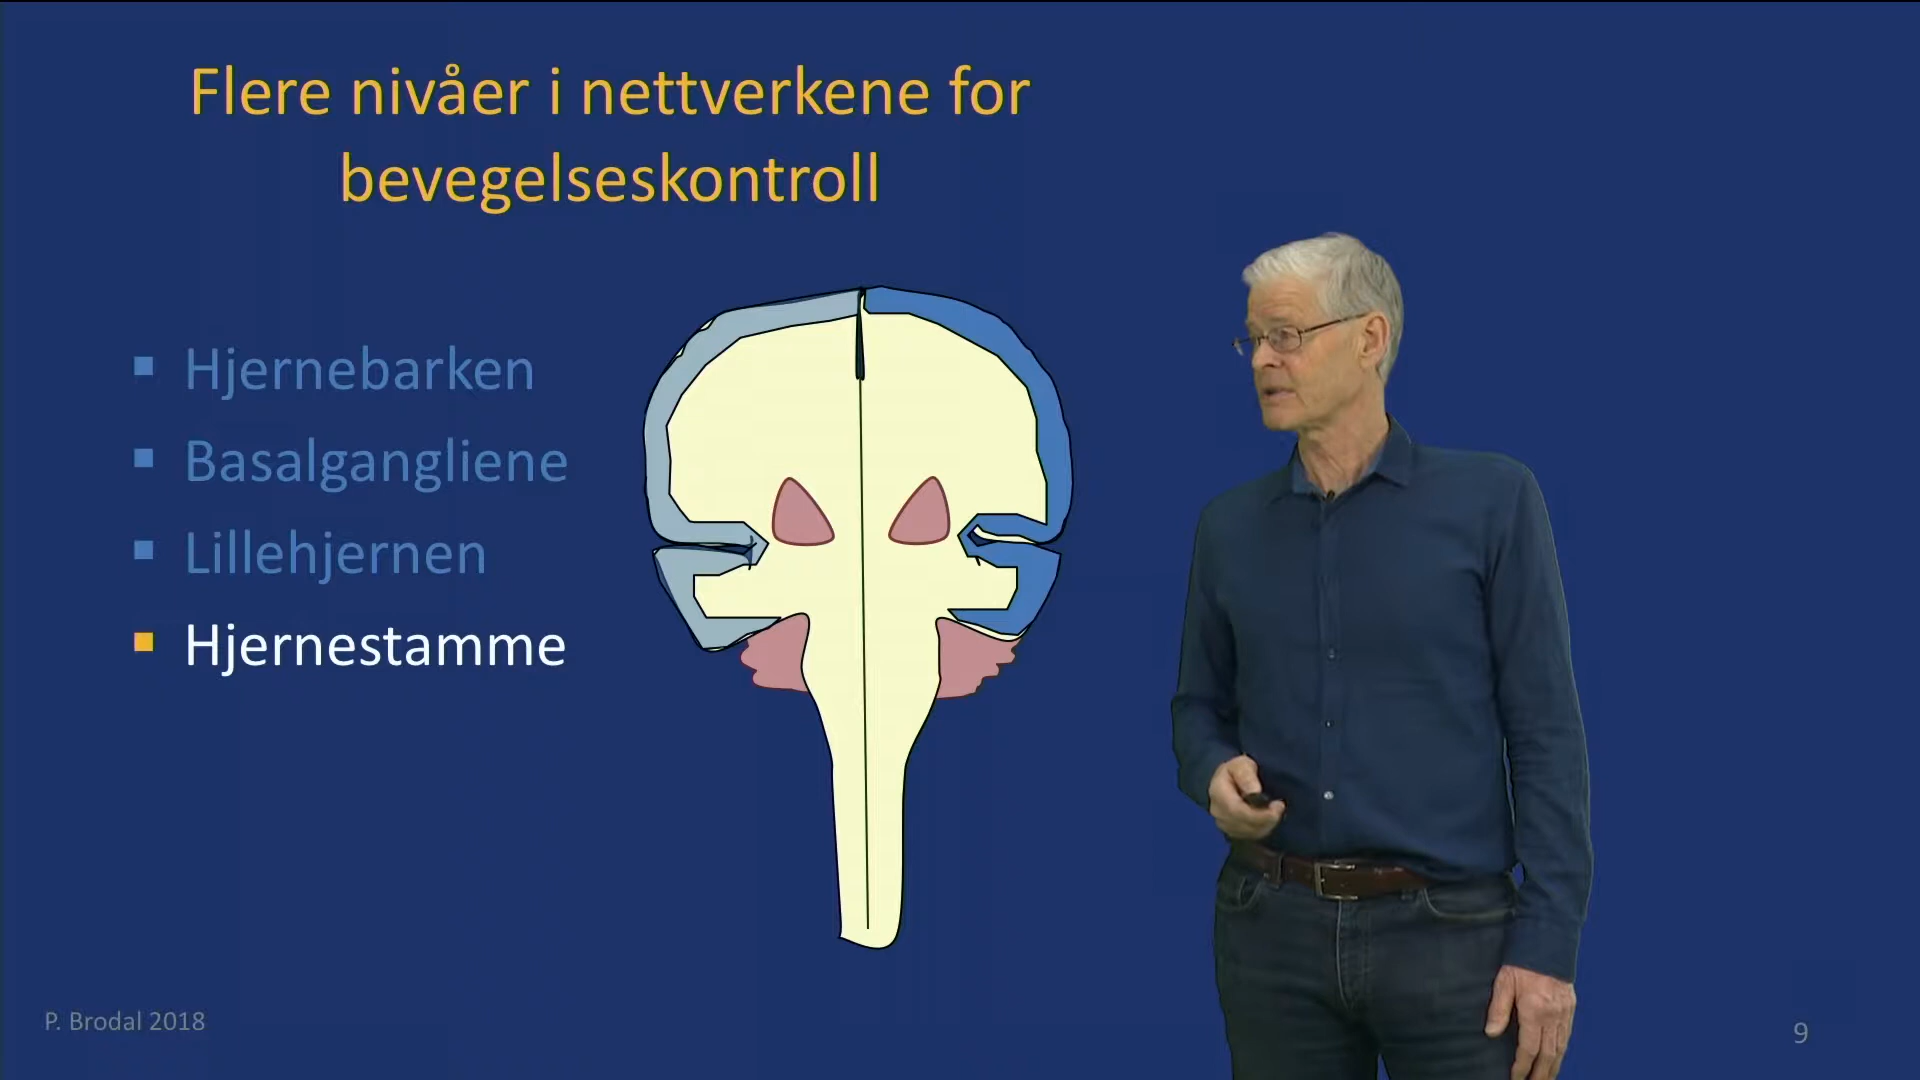 Flere nivåer i nettverkene for
bevegelseskontroll
Hjernebarken
Basalgangliene
Lillehjernen
Hjernestamme
P. Brodal 2018
9